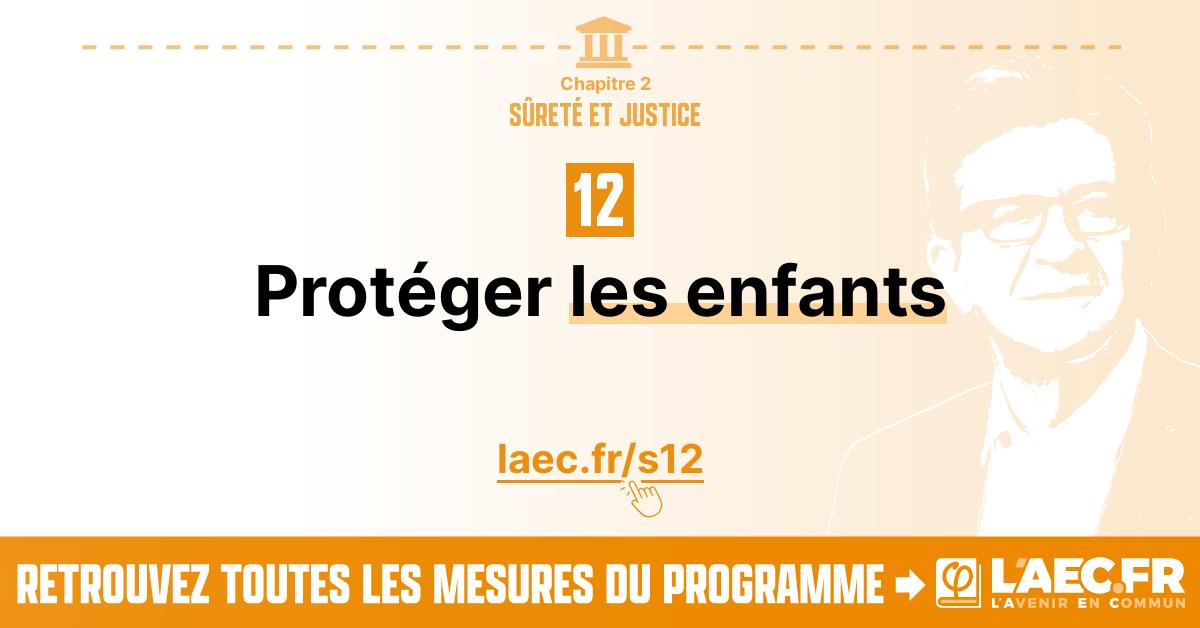 Chapitre 2
SÛRETÉ ET JUSTICE
12
Protéger les enfants
laec.fr/s12
RETROUVEZ TOUTES LES MESURES DU PROGRAMME
L'AEC.FR
L'AVENIR EN COMMUN